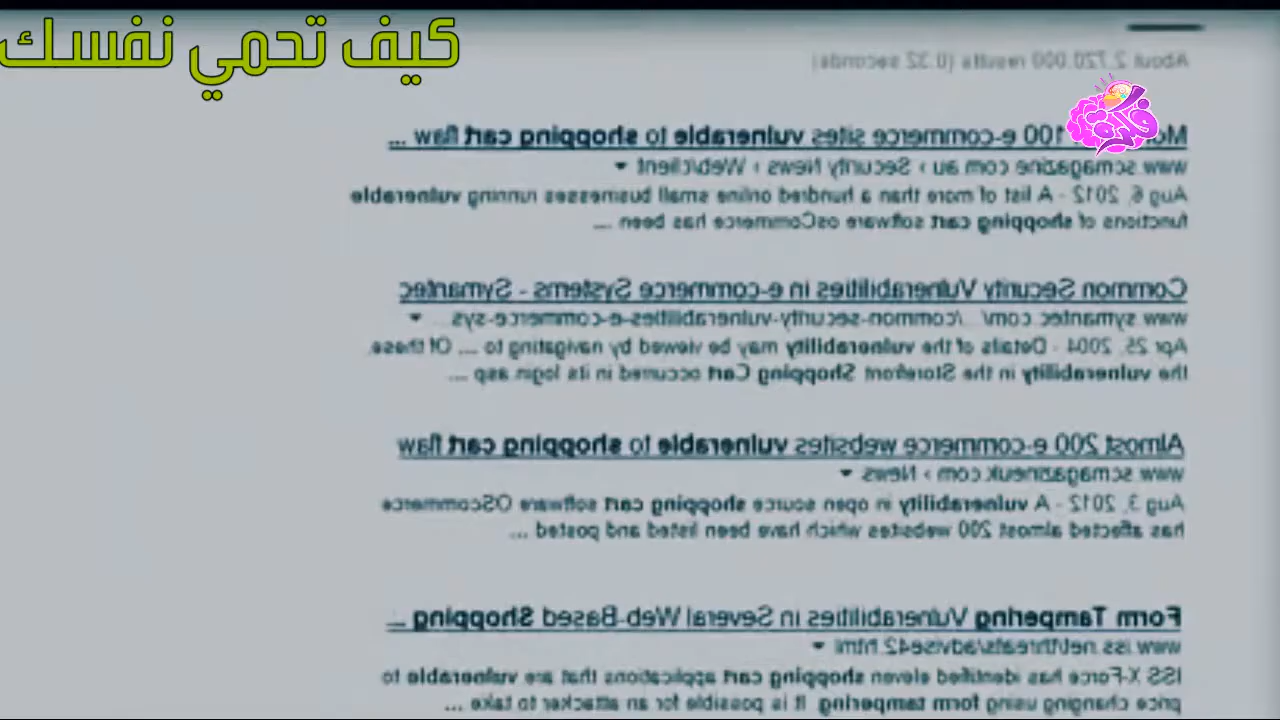 كيف تحمي نفسك
About 2,720,000 results (0.32 seconds)
فلاحة
100 e-commerce sites vulnerable to shopping cart flaw ...
www.scmagazine.com.au › Security News › Web/client
Aug 6, 2012 - A list of more than a hundred online small businesses running vulnerable
functions of shopping cart software osCommerce has been ...
Common Security Vulnerabilities in e-commerce Systems - Symantec
www.symantec.com/.../common-security-vulnerabilities-e-commerce-sys...
Apr 25, 2004 - Details of the vulnerability may be viewed by navigating to ... Of these,
the vulnerability in the Storefront Shopping Cart occurred in its login.asp ...
Almost 200 e-commerce websites vulnerable to shopping cart flaw
www.scmagazineuk.com › News
Aug 3, 2012 - A vulnerability in open source shopping cart software OScommerce
has affected almost 200 websites which have been listed and posted ...
Form Tampering Vulnerabilities in Several Web-Based Shopping ...
www.iss.net/threats/advise42.html
ISS X-Force has identified eleven shopping cart applications that are vulnerable to
price changing using form tampering. It is possible for an attacker to take ...